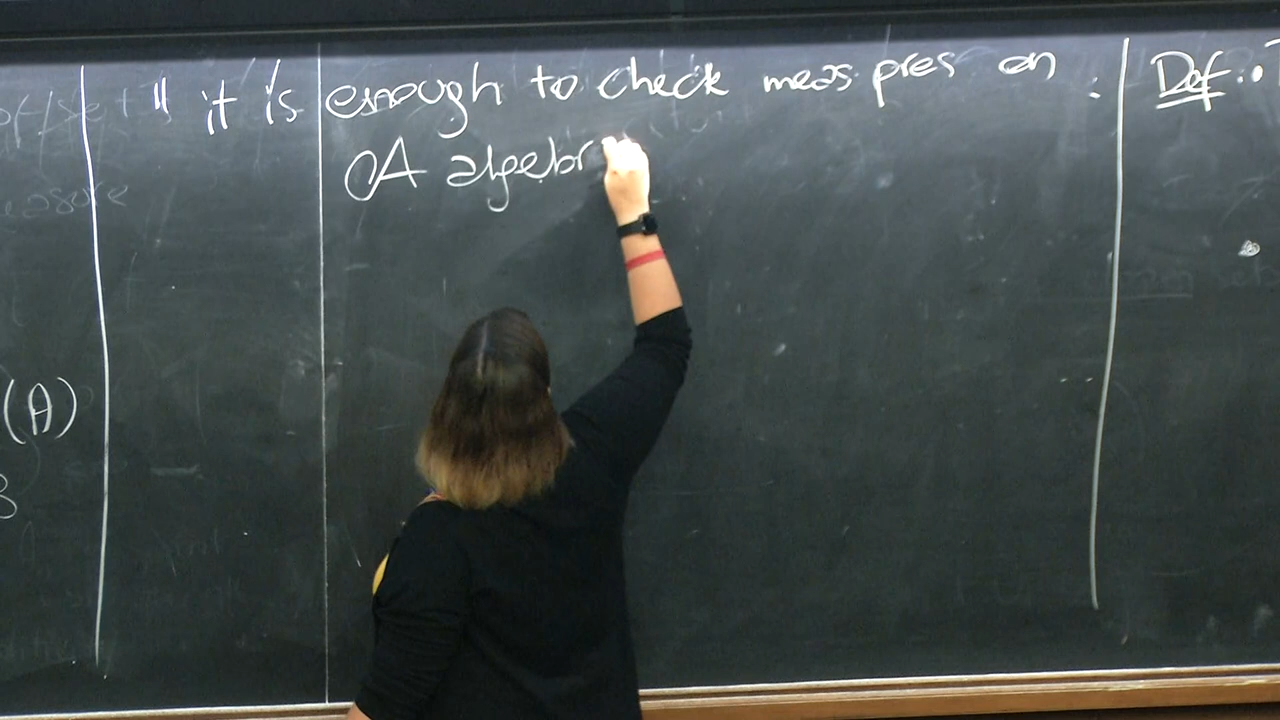 " it is enough to check meas pres on :
A algebr
(A)
Def: